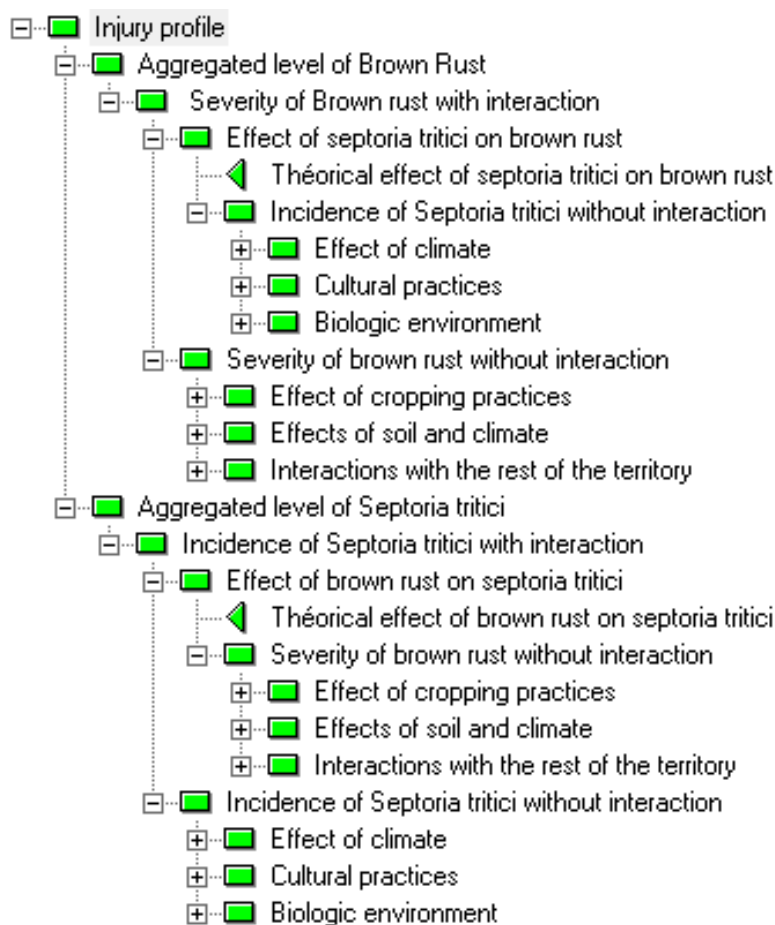 Injury profile
Aggregated level of Brown Rust
Severity of Brown rust with interaction
Effect of septoria tritici on brown rust
Théorical effect of septoria tritici on brown rust
Incidence of Septoria tritici without interaction
Effect of climate
Cultural practices
Biologic environment
Severity of brown rust without interaction
Effect of cropping practices
Effects of soil and climate
Interactions with the rest of the territory
Aggregated level of Septoria tritici
Incidence of Septoria tritici with interaction
Effect of brown rust on septoria tritici
Théorical effect of brown rust on septoria tritici
Severity of brown rust without interaction
Effect of cropping practices
Effects of soil and climate
Interactions with the rest of the territory
Incidence of Septoria tritici without interaction
Effect of climate
Cultural practices
Biologic environment